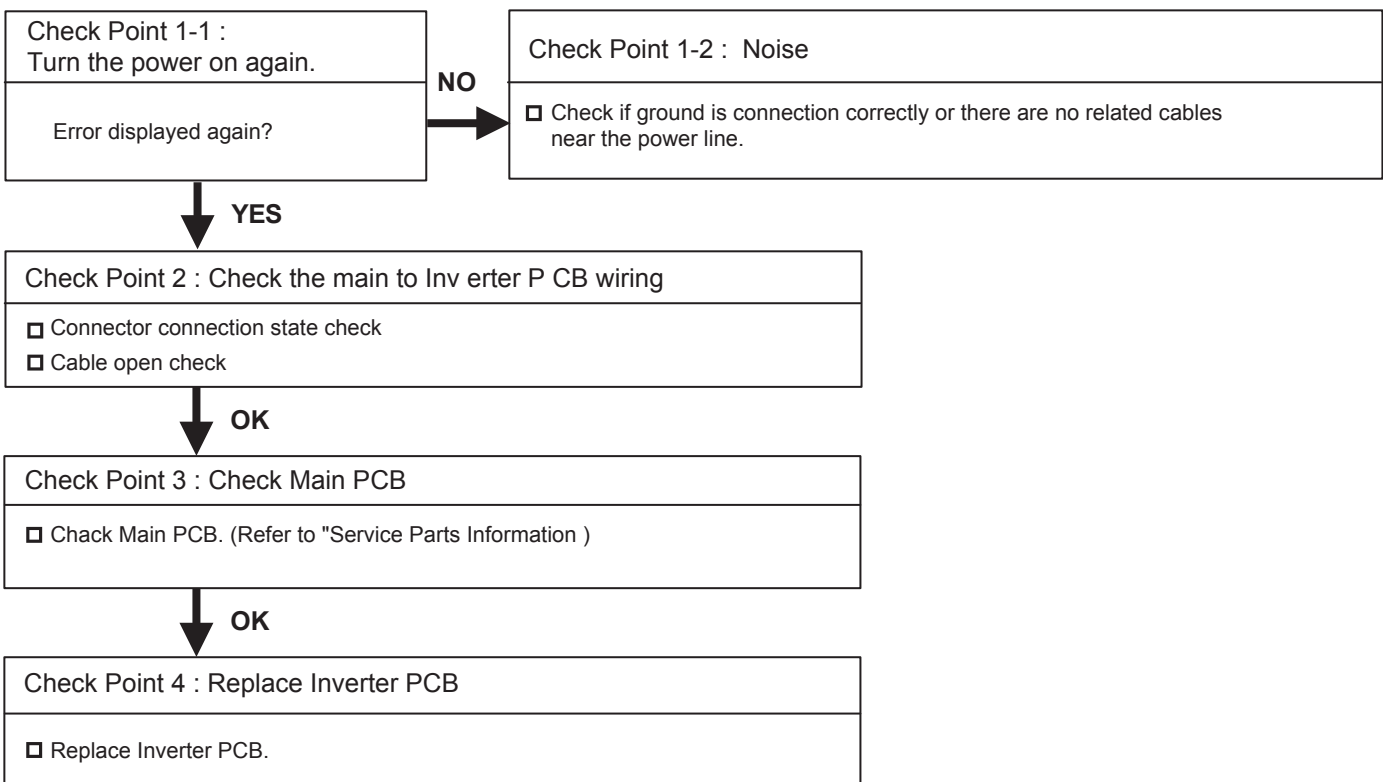 Check Point 1-1 :
Turn the power on again.
Error displayed again?
NO
Check Point 1-2 :  Noise
Check if ground is connection correctly or there are no related cables
near the power line.
YES
Check Point 2 : Check the main to Inv erter P CB wiring
Connector connection state check
Cable open check
OK
Check Point 3 : Check Main PCB
Chack Main PCB. (Refer to "Service Parts Information )
OK
Check Point 4 : Replace Inverter PCB
Replace Inverter PCB.